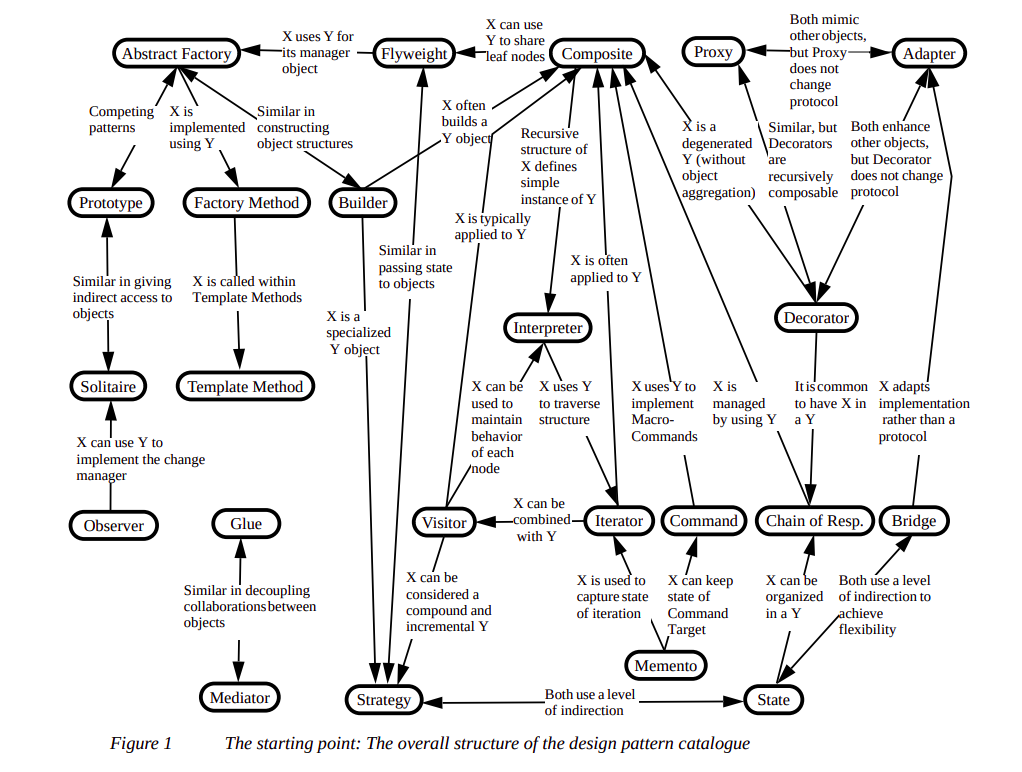 Abstract Factory
X uses Y for
its manager
object
Flyweight
X can use
Y to share
leaf nodes
Composite
Proxy
Both mimic
other objects,
but Proxy
does not
change
protocol
Adapter
Competing
patterns
X is
implemented
using Y
Similar in
constructing
object structures
X often
builds a
Y object
Recursive
structure of
X defines
simple
instance of Y
X is a
degenerated
Y (without
object
aggregation)
Similar, but
Decorators
are
recursively
composable
Both enhance
other objects,
but Decorator
does not change
protocol
Prototype
Factory Method
Builder
X is typically
applied to Y
Similar in
passing state
to objects
X is often
applied to Y
Similar in giving
indirect access to
objects
X is called within
Template Methods
X is a
specialized
Y object
Interpreter
Decorator
Solitaire
Template Method
X can be
used to
maintain
behavior
of each
node
X uses Y
to traverse
structure
X uses Y to
implement
Macro-
Commands
X is
managed
by using Y
It is common
to have X in
a Y
X adapts
implementation
rather than a
protocol
X can use Y to
implement the change
manager
Observer
Glue
Visitor
X can be
combined
with Y
Iterator
Command
Chain of Resp.
Bridge
Similar in decoupling
collaborations between
objects
X can be
considered a
compound and
incremental Y
X is used to
capture state
of iteration
X can keep
state of
Command
Target
X can be
organized
in a Y
Both use a level
of indirection to
achieve
flexibility
Memento
Mediator
Strategy
Both use a level
of indirection
State
Figure 1 The starting point: The overall structure of the design pattern catalogue